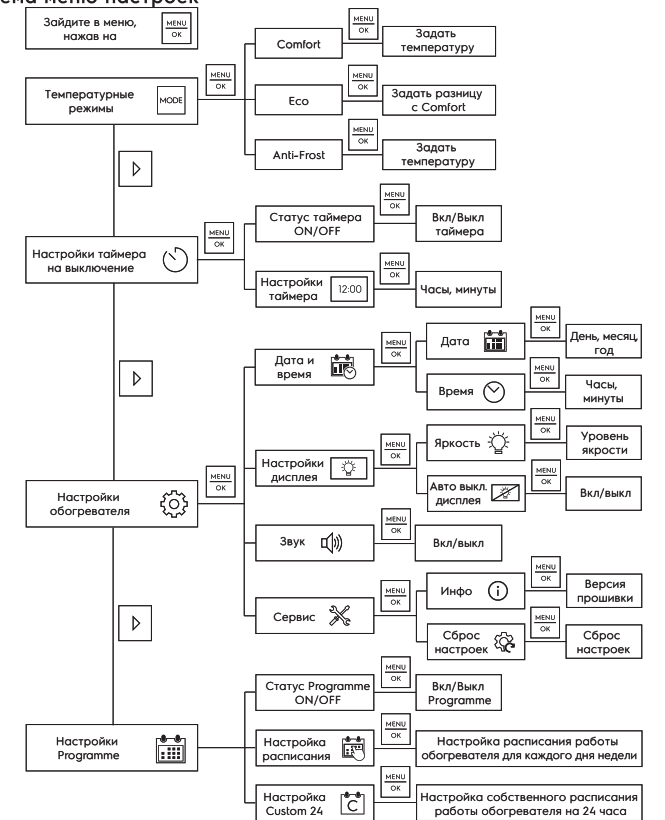 ема меню настроек
Зайдите в меню,
нажав на
MENU
OK
Температурные
режимы
MODE
MENU
OK
Comfort
MENU
OK
Задать
температуру
Eco
MENU
OK
Задать разницу
с Comfort
Anti-Frost
MENU
OK
Задать
температуру
Настройки таймера
на выключение
MENU
OK
Статус таймера
ON/OFF
MENU
OK
Вкл/Выкл
таймера
Настройки
таймера
12:00
MENU
OK
Часы, минуты
Настройки
обогревателя
MENU
OK
Дата и
время
MENU
OK
Дата
MENU
OK
День, месяц,
год
Время
MENU
OK
Часы,
минуты
Настройки
дисплея
MENU
OK
Яркость
MENU
OK
Уровень
якрости
Авто выкл.
дисплея
MENU
OK
Вкл/выкл
Звук
MENU
OK
Вкл/выкл
Сервис
MENU
OK
Инфо
MENU
OK
Версия
прошивки
Сброс
настроек
MENU
OK
Сброс
настроек
Настройки
Programme
Статус Programme
ON/OFF
MENU
OK
Вкл/Выкл
Programme
Настройка
расписания
MENU
OK
Настройка расписания работы
обогревателя для каждого дня недели
Настройка
Custom 24
C
MENU
OK
Настройка собственного расписания
работы обогревателя на 24 часа